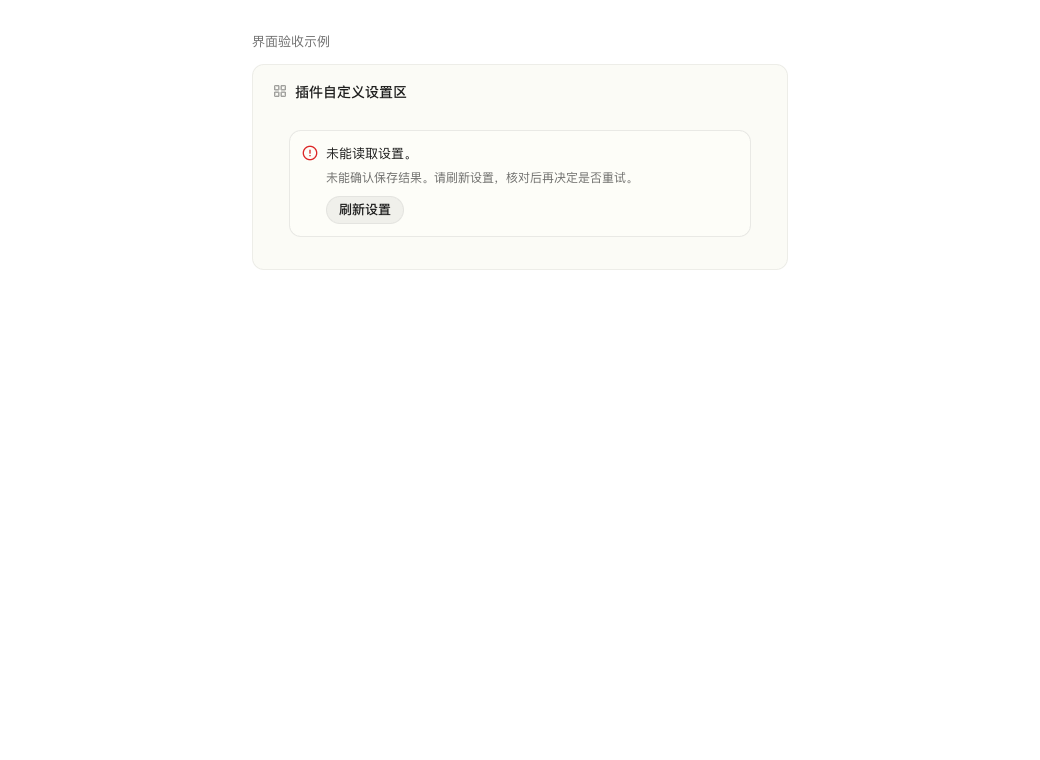 界面验收示例
插件自定义设置区
未能读取设置。
未能确认保存结果。请刷新设置，核对后再决定是否重试。
刷新设置